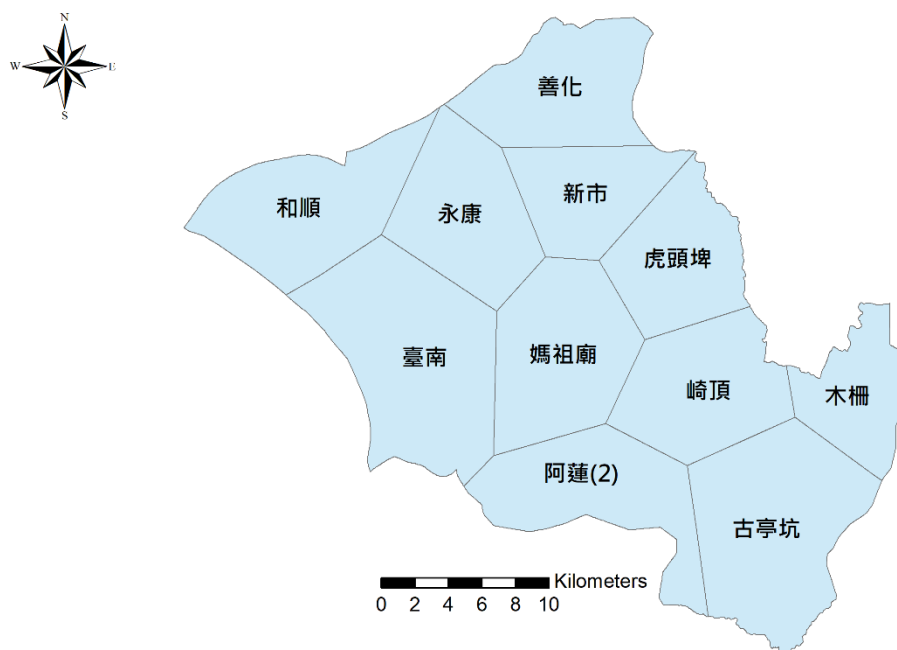 N
W
E
S
善化
和順
永康
新市
虎頭埤
臺南
媽祖廟
崎頂
木柵
阿蓮(2)
古亭坑
Kilometers
0 2 4 6 8 10